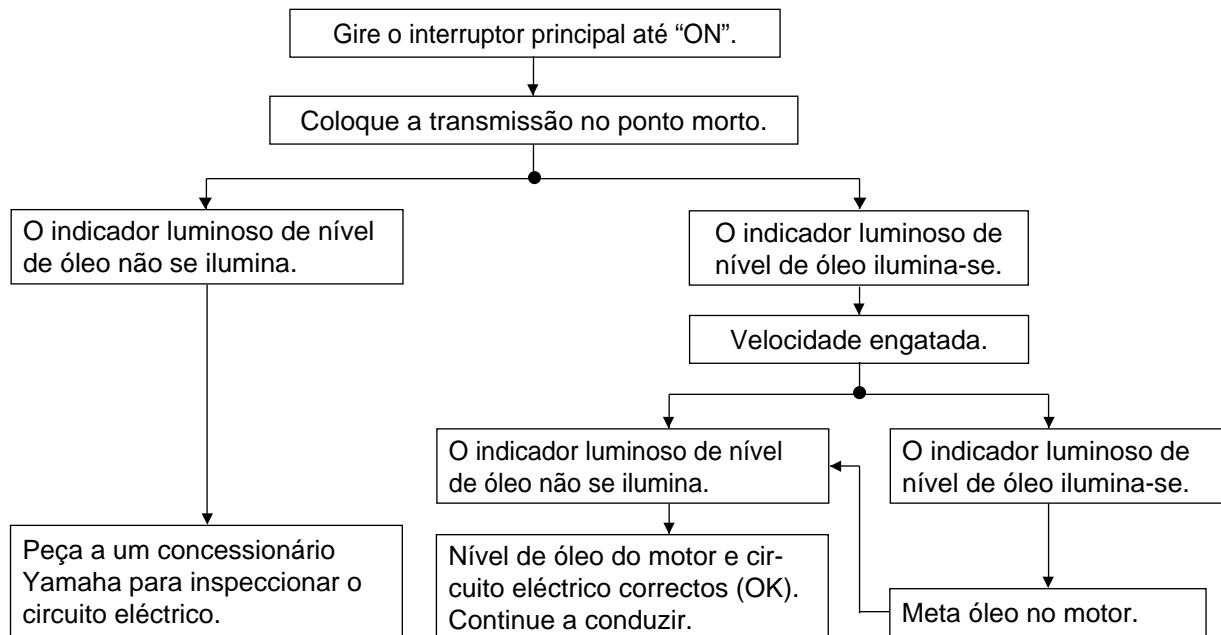 Gire o interruptor principal até “ON”.
Coloque a transmissão no ponto morto.
O indicador luminoso de nível
de óleo não se ilumina.
O indicador luminoso de
nível de óleo ilumina-se.
Velocidade engatada.
O indicador luminoso de nível
de óleo não se ilumina.
O indicador luminoso de
nível de óleo ilumina-se.
Peça a um concessionário
Yamaha para inspeccionar o
circuito eléctrico.
Nível de óleo do motor e cir-
cuito eléctrico correctos (OK).
Continue a conduzir.
Meta óleo no motor.